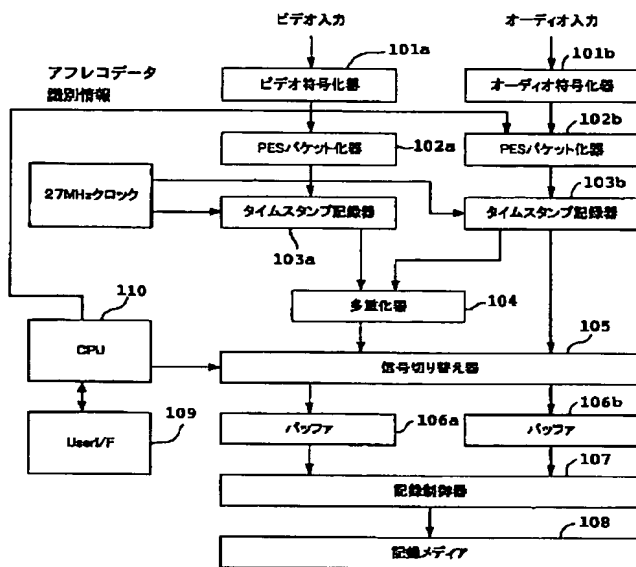 ビデオ入力
オーディオ入力
101a
101b
アフレコデータ
識別情報
ビデオ符号化器
オーディオ符号化器
102b
PESパケット化器
102a
PESパケット化器
103b
27MHzクロック
タイムスタンプ記録器
タイムスタンプ記録器
103a
110
多重化器
104
105
CPU
信号切り替え器
106b
109
UserI/F
バッファ
106a
バッファ
107
記録制御器
108
記録メディア